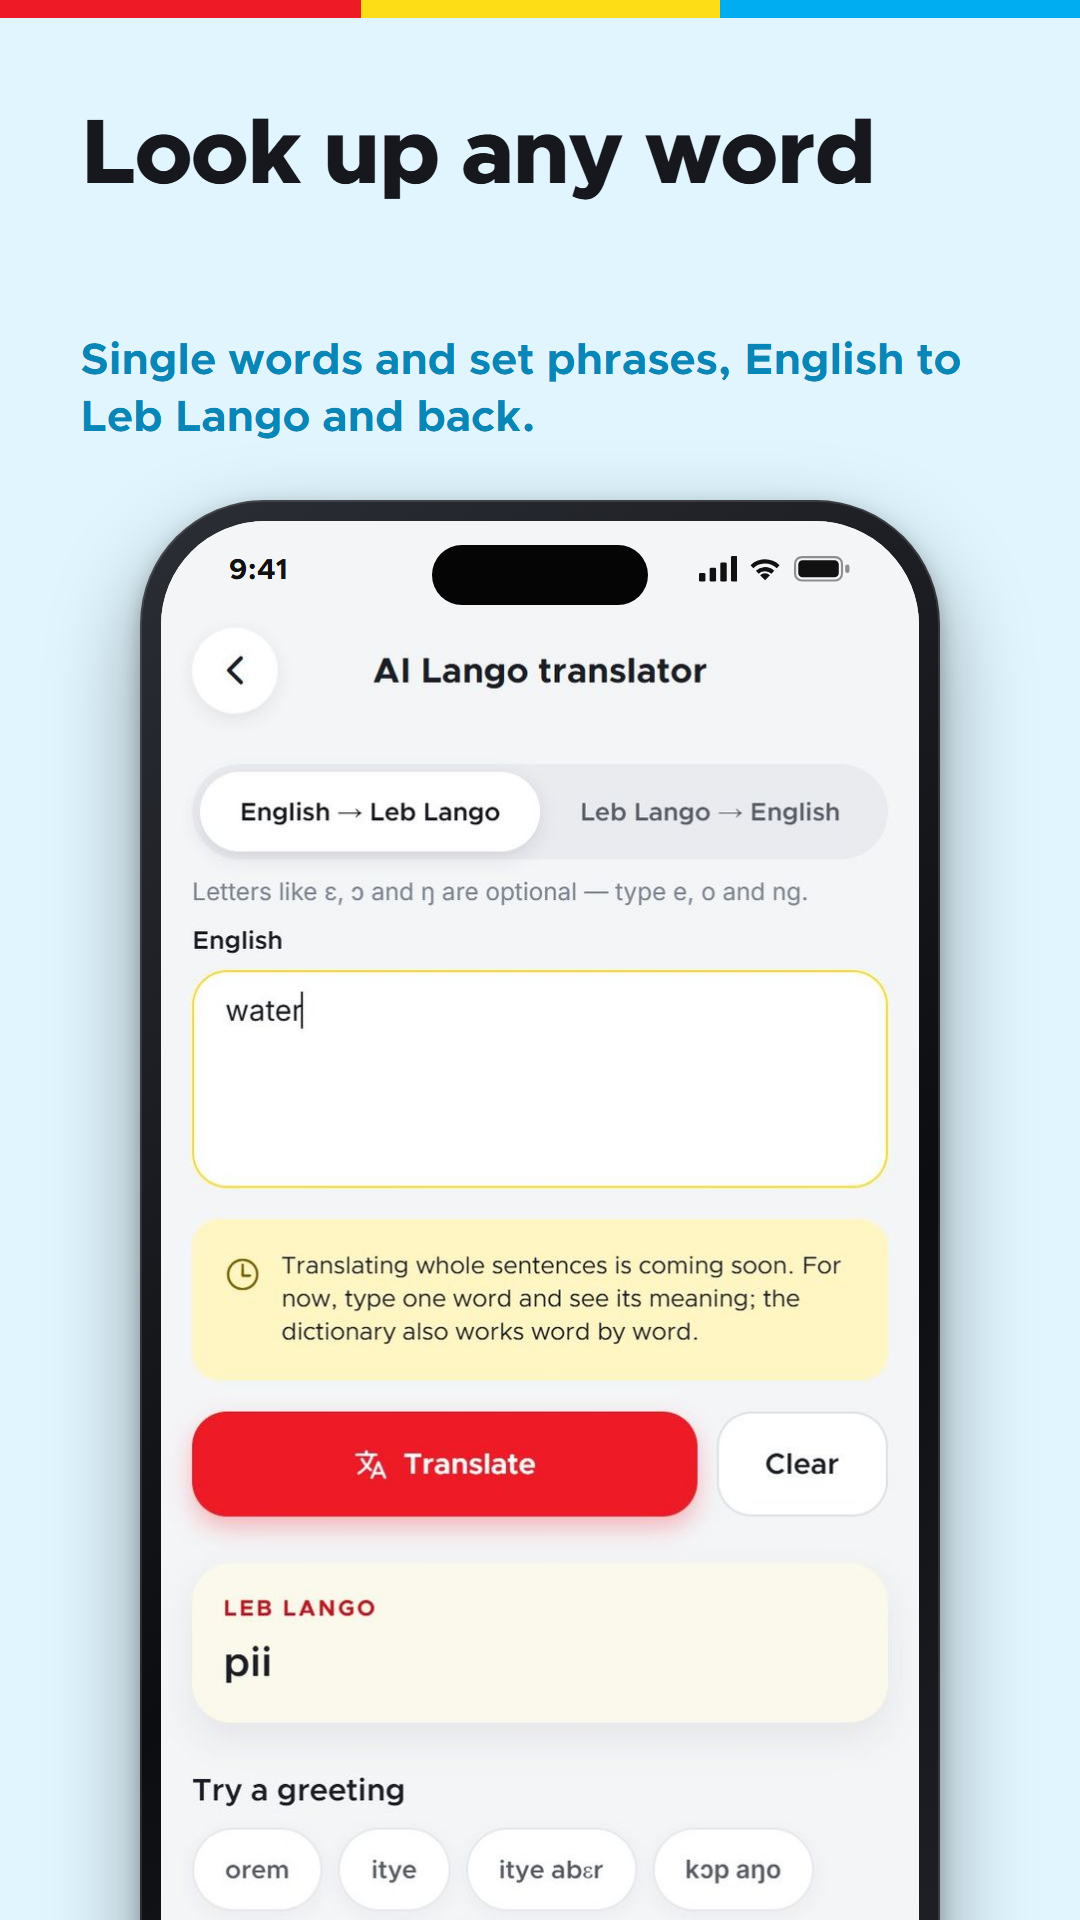 Look up any word
Single words and set phrases, English to
Leb Lango and back.
9:41
AI Lango translator
English → Leb Lango
Leb Lango → English
Letters like ɛ, ɔ and ŋ are optional — type e, o and ng.
English
water
Translating whole sentences is coming soon. For
now, type one word and see its meaning; the
dictionary also works word by word.
Translate
Clear
LEB LANGO
pii
Try a greeting
orem
itye
itye abɛr
kɔp aŋo